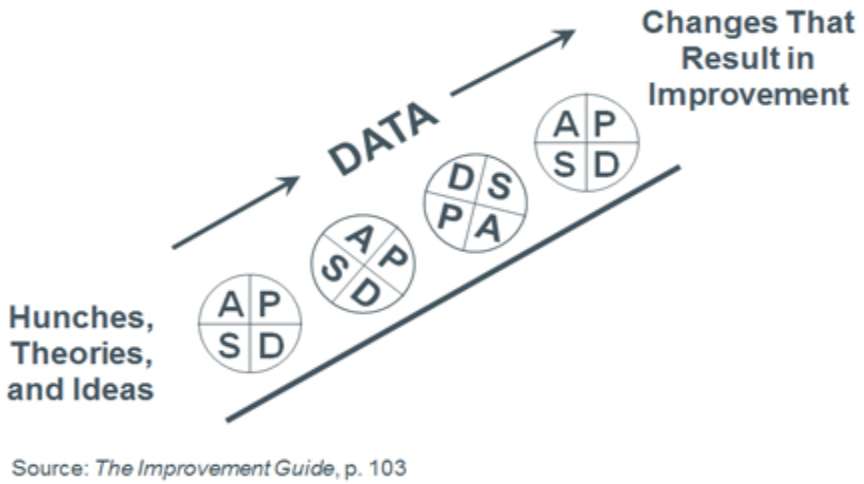 Changes That
Result in
Improvement
DATA
A P
S D
D S
P A
A P
S D
A P
S D
Hunches,
Theories,
and Ideas
Source: The Improvement Guide, p. 103